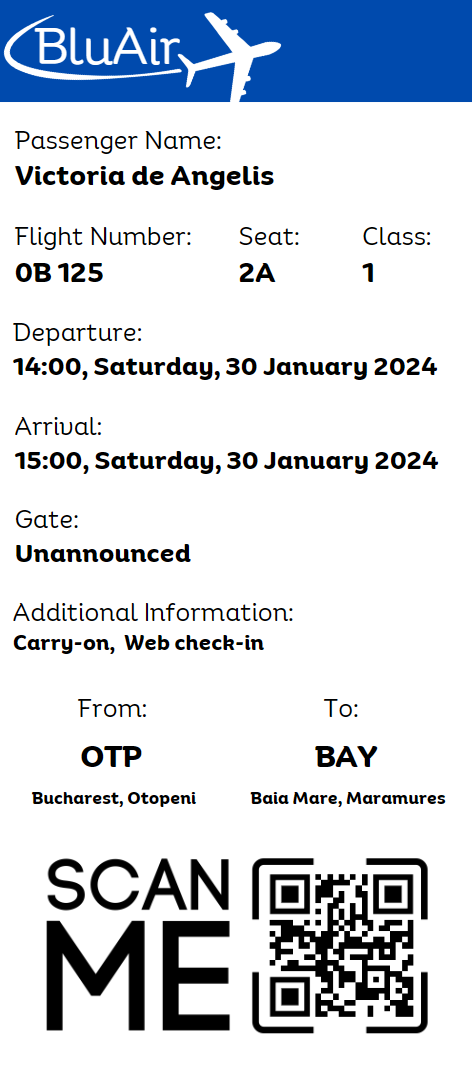 BluAir
Passenger Name:
Victoria de Angelis
Flight Number: Seat: Class:
0B 125 2A 1
Departure:
14:00, Saturday, 30 January 2024
Arrival:
15:00, Saturday, 30 January 2024
Gate:
Unannounced
Additional Information:
Carry-on, Web check-in
From: To:
OTP BAY
Bucharest, Otopeni Baia Mare, Maramures
SCAN
ME